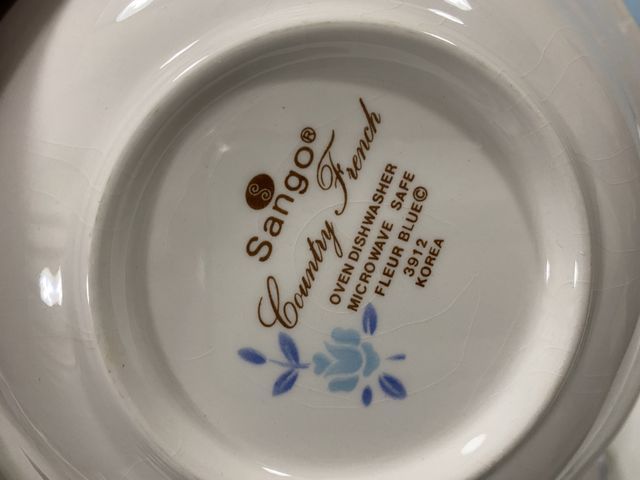 Sango®
Country French
OVEN DISHWASHER
MICROWAVE SAFE
FLEUR BLUE©
3912
KOREA